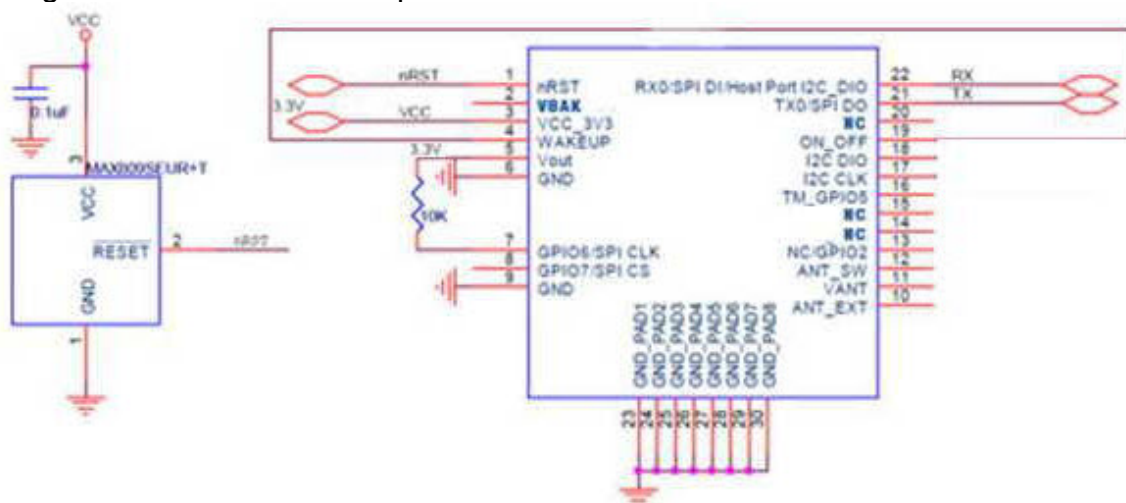 VCC
0.1uF
3
VCC
RESET
2
nRST
GND
1
nRST
3.3V
VCC
3.3V
10K
1
nRST
2
VBAK
3
VCC_3V3
4
WAKEUP
5
Vout
6
GND
7
GPIO6/SPI CLK
8
GPIO7/SPI CS
9
GND
RX0/SPI DI/Host Port I2C_DIO
22
RX
TX0/SPI DO
21
TX
NC
20
ON_OFF
19
I2C DIO
18
I2C CLK
17
TM_GPIO5
16
NC
15
NC
14
NC/GPIO2
13
ANT_SW
12
VANT
11
ANT_EXT
10
GND_PAD1
GND_PAD2
GND_PAD3
GND_PAD4
GND_PAD5
GND_PAD6
GND_PAD7
GND_PAD8
23
24
25
26
27
28
29
30